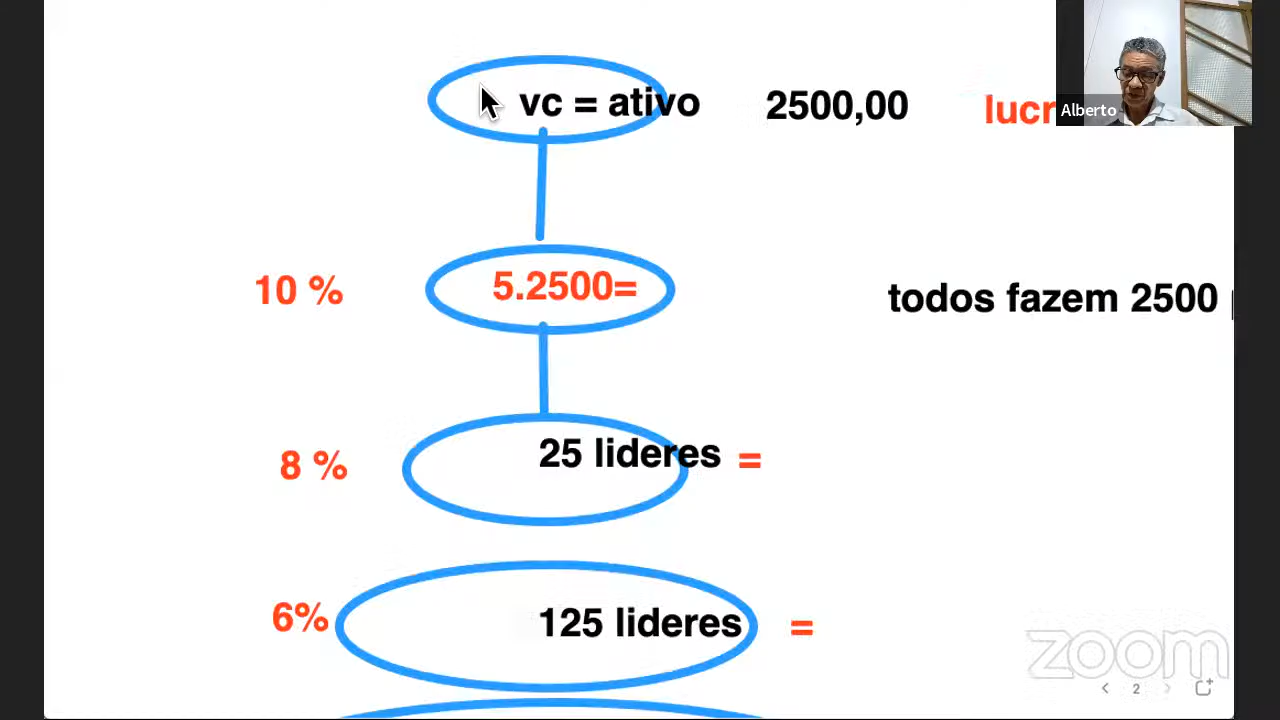 vc = ativo 2500,00 lucr
Alberto
10 % 5.2500=
todos fazem 2500
8 % 25 lideres =
6% 125 lideres =
zoom
2